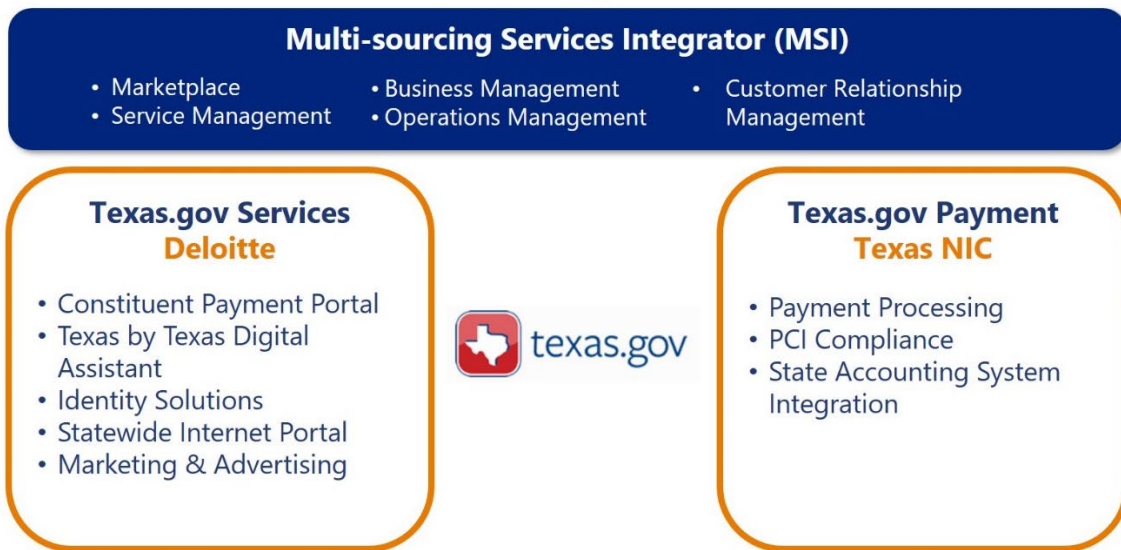 Multi-sourcing Services Integrator (MSI)
• Marketplace
• Service Management
• Business Management
• Operations Management
• Customer Relationship
Management
Texas.gov Services
Deloitte
• Constituent Payment Portal
• Texas by Texas Digital
Assistant
• Identity Solutions
• Statewide Internet Portal
• Marketing & Advertising
texas.gov
Texas.gov Payment
Texas NIC
• Payment Processing
• PCI Compliance
• State Accounting System
Integration